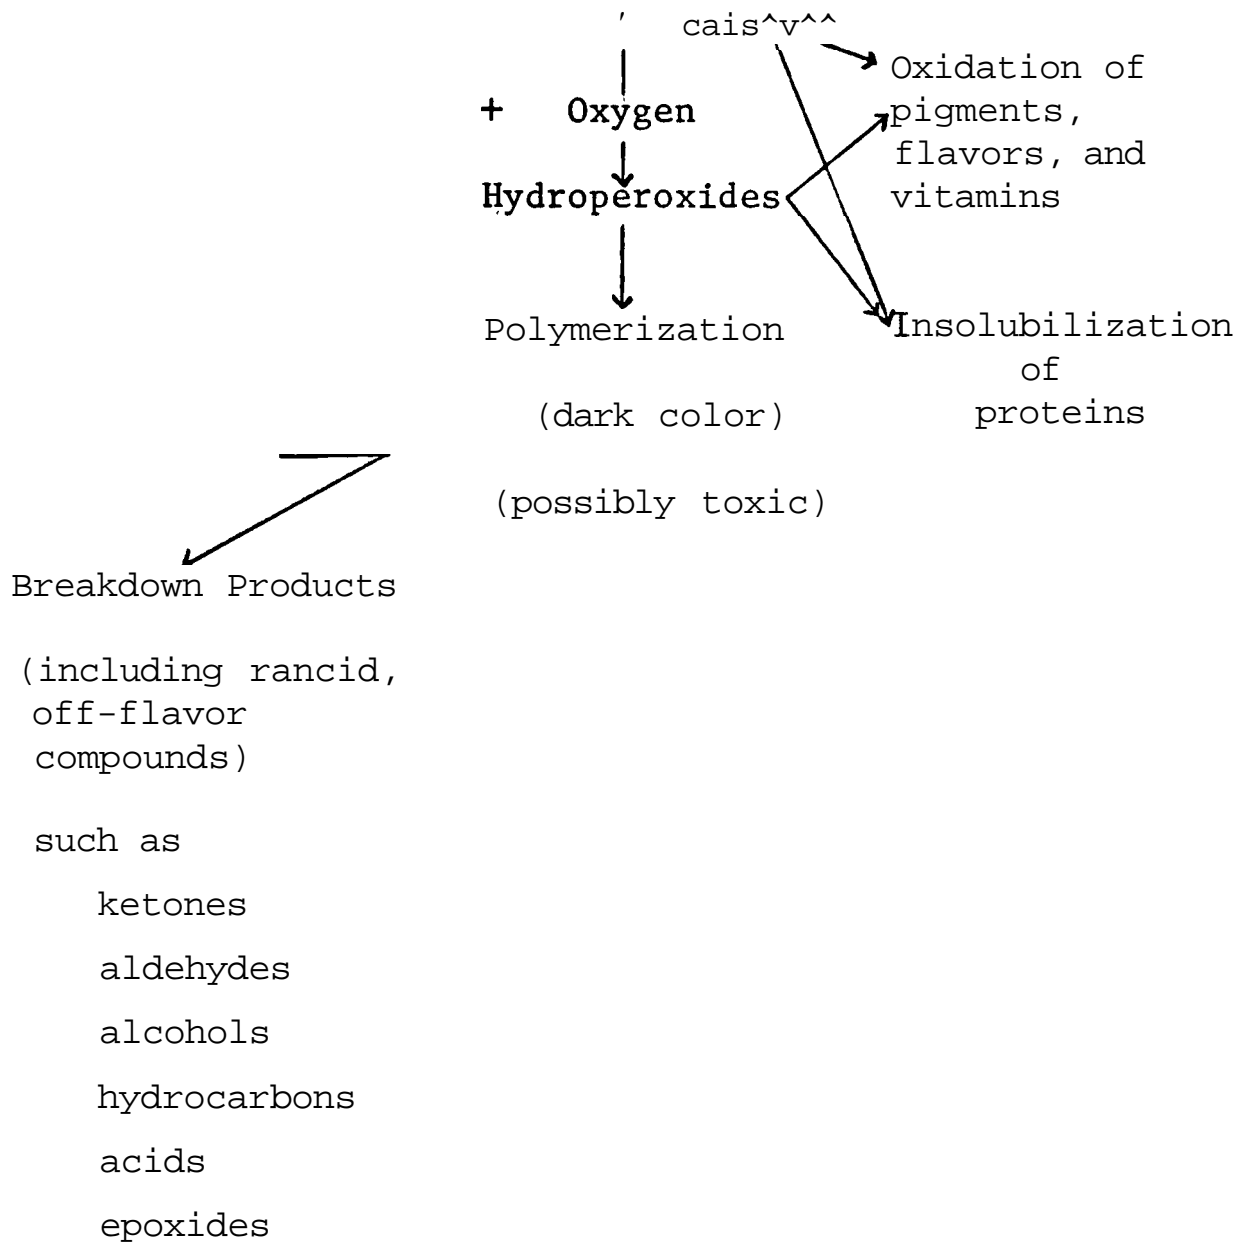 cais^v^^
Oxidation of
pigments,
flavors, and
vitamins
+ Oxygen
Hydroperoxides
Polymerization
(dark color)
(possibly toxic)
Insolubilization
of
proteins
Breakdown Products
(including rancid,
off-flavor
compounds)
such as
ketones
aldehydes
alcohols
hydrocarbons
acids
epoxides